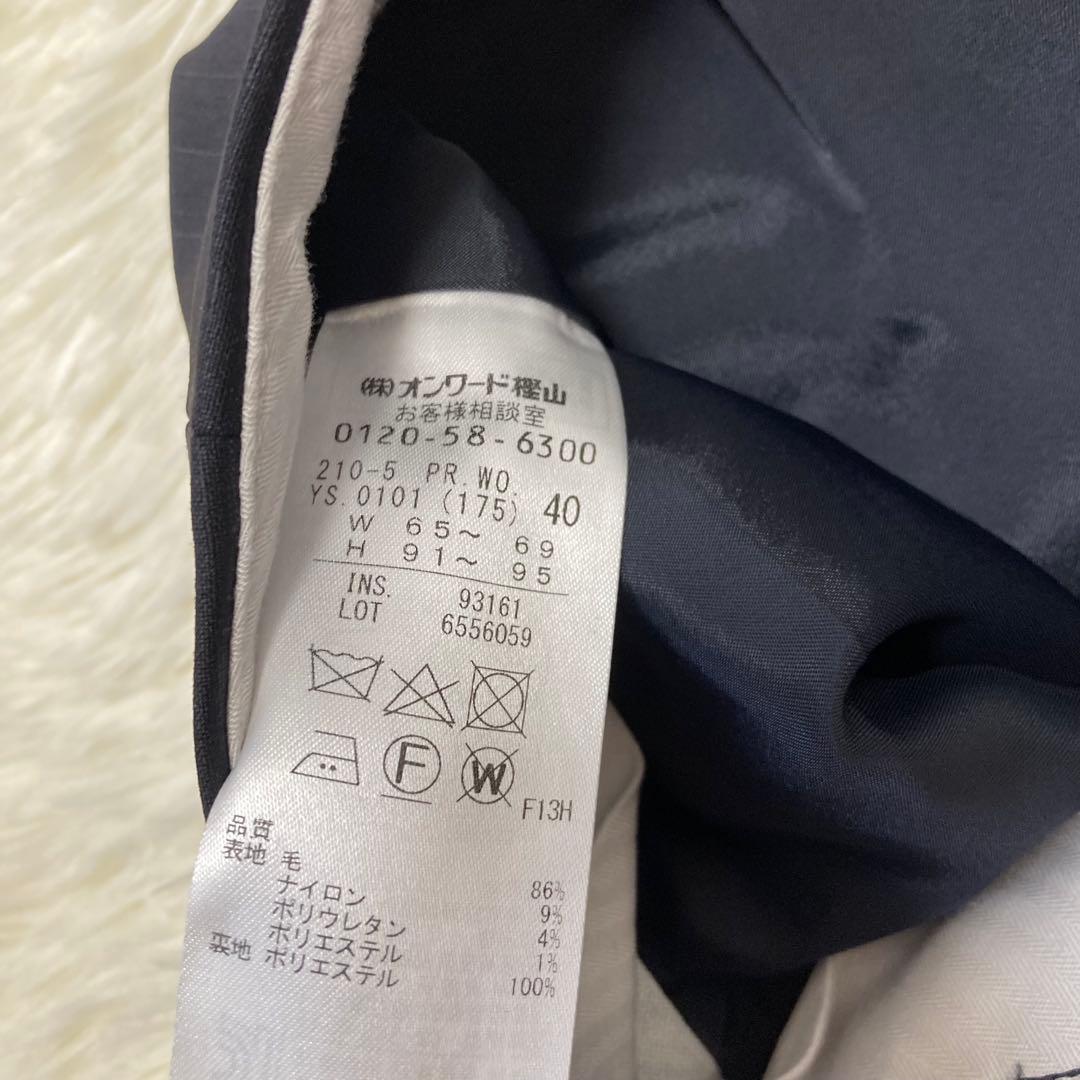 (株)オンワード樫山
お客様相談室
0120-58-6300
210-5 PR.WO.
YS.0101 (175) 40
W 65～ 69
H 91～ 95
INS. 93161
LOT 6556059
F
W
F13H
品質
表地 毛 86%
ナイロン 9%
ポリウレタン 4%
ポリエステル 1%
裏地 ポリエステル 100%